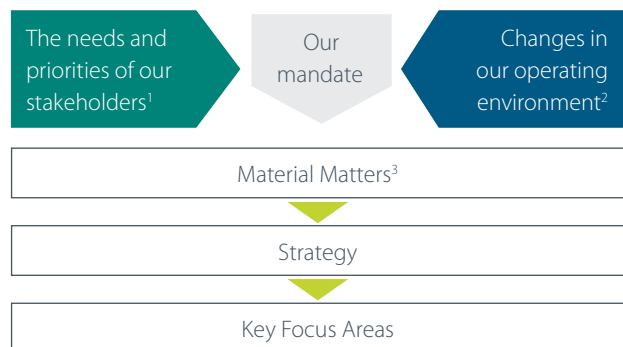 The needs and
priorities of our
stakeholders¹
Our
mandate
Changes in
our operating
environment²
Material Matters³
Strategy
Key Focus Areas